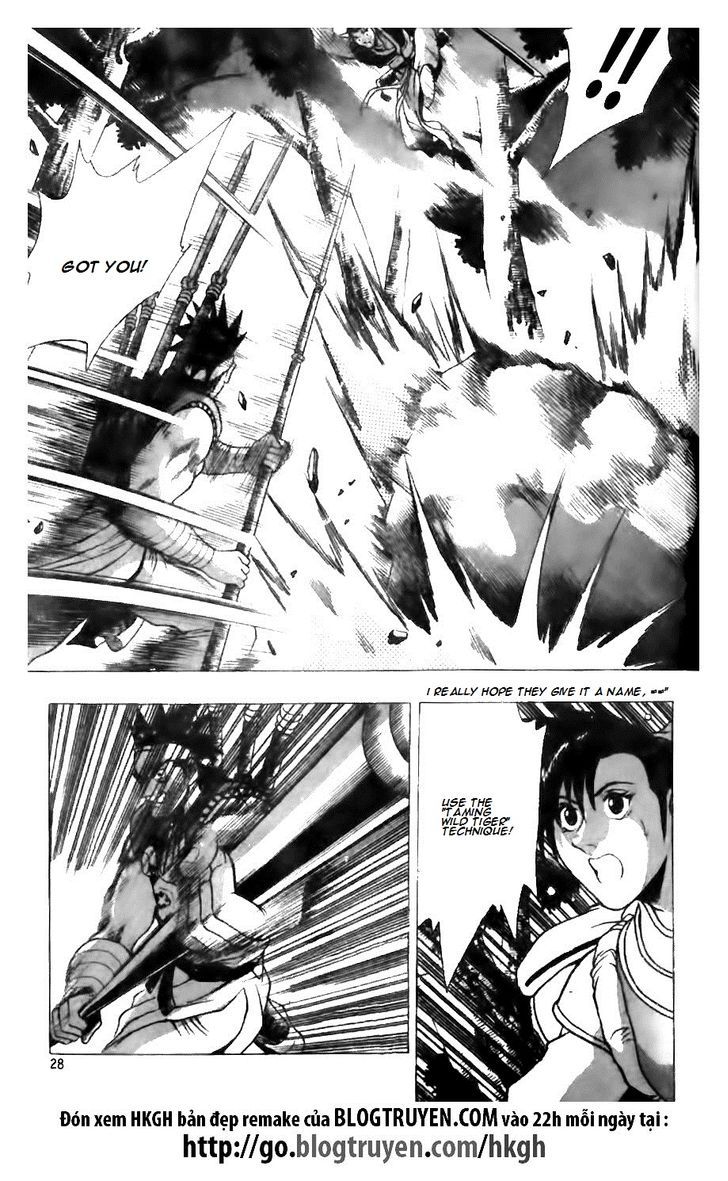 !!
GOT YOU!
I REALLY HOPE THEY GIVE IT A NAME, =="
USE THE
"TAMING
WILD TIGER"
TECHNIQUE!
28
Đón xem HKGH bản đẹp remake của BLOGTRUYEN.COM vào 22h mỗi ngày tại :
http://go.blogtruyen.com/hkgh